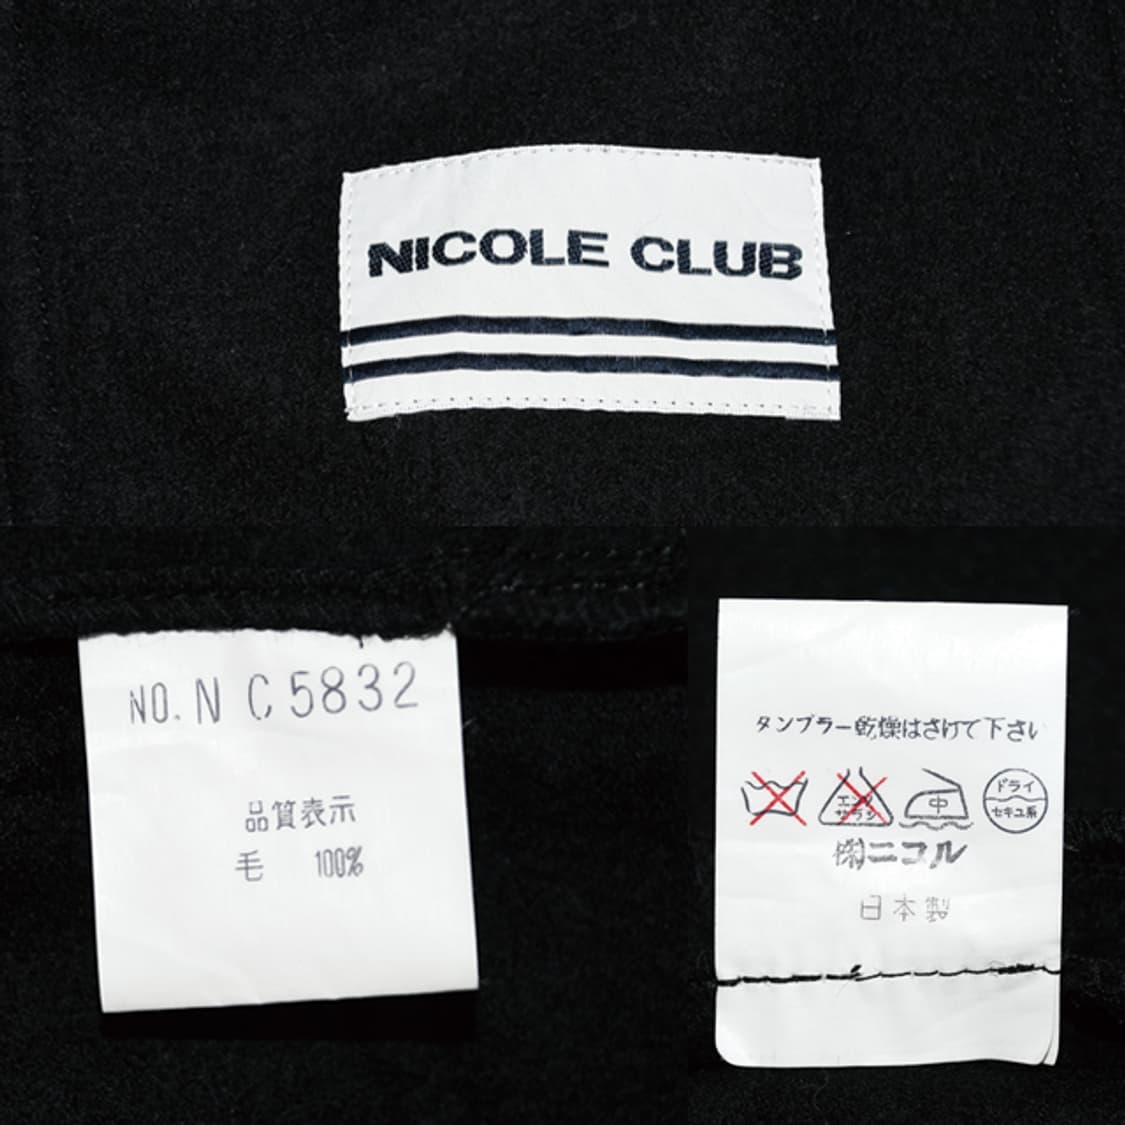 NICOLE CLUB
NO. N C 5832
品質表示
毛 100%
タンブラー乾燥はさけて下さい
エンソ
サラシ
中
ドライ
セキユ系
㈱ニコル
日本製